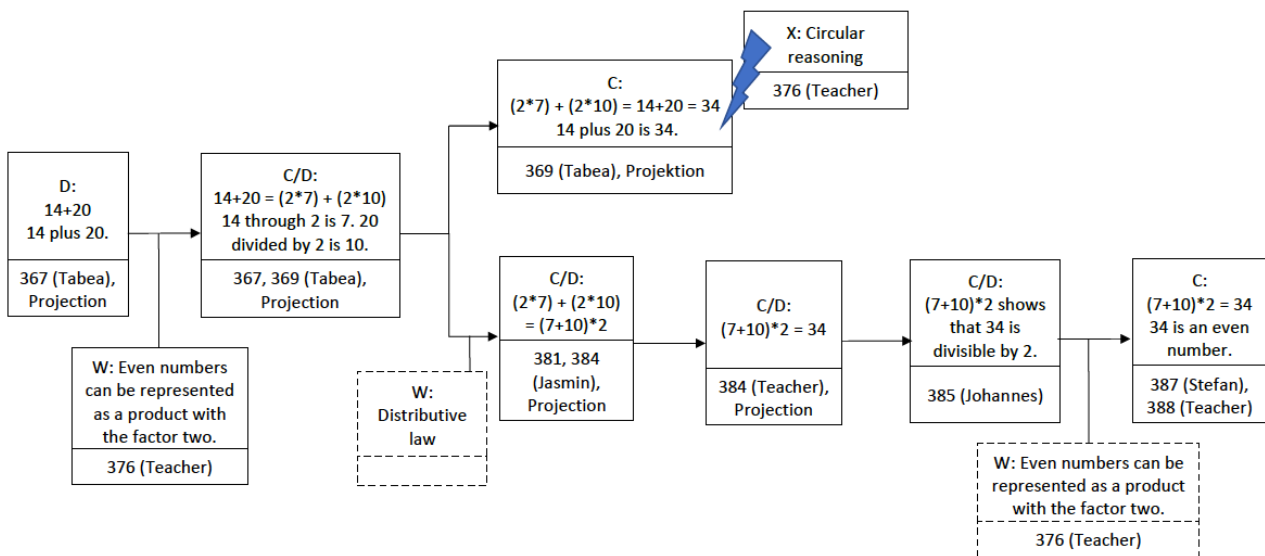 D:
14+20
14 plus 20.
367 (Tabea),
Projection
W: Even numbers
can be represented
as a product with
the factor two.
376 (Teacher)
C/D:
14+20 = (2*7) + (2*10)
14 through 2 is 7. 20
divided by 2 is 10.
367, 369 (Tabea),
Projection
C:
(2*7) + (2*10) = 14+20 = 34
14 plus 20 is 34.
369 (Tabea), Projektion
X: Circular
reasoning
376 (Teacher)
W:
Distributive
law
C/D:
(2*7) + (2*10)
= (7+10)*2
381, 384
(Jasmin),
Projection
C/D:
(7+10)*2 = 34
384 (Teacher),
Projection
C/D:
(7+10)*2 shows
that 34 is
divisible by 2.
385 (Johannes)
W: Even numbers can be
represented as a product
with the factor two.
376 (Teacher)
C:
(7+10)*2 = 34
34 is an even
number.
387 (Stefan),
388 (Teacher)